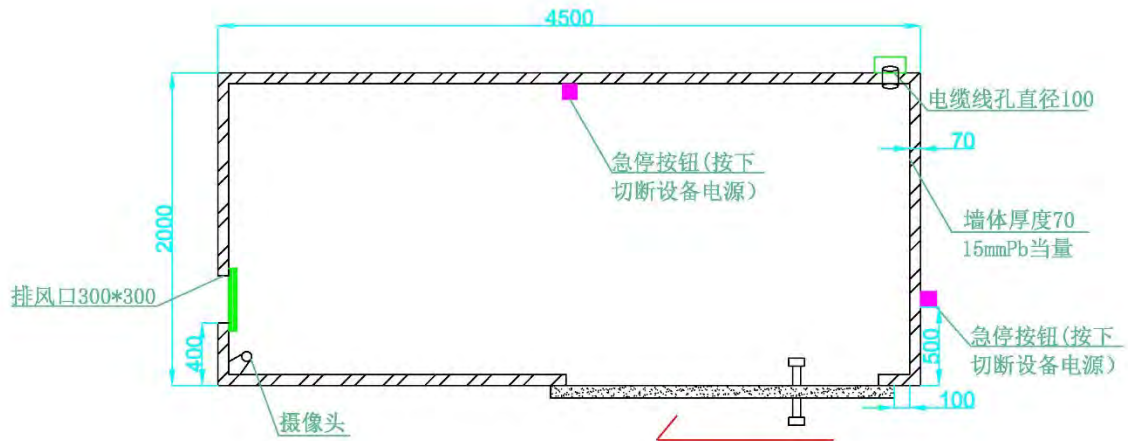 4500
电缆线孔直径100
急停按钮(按下
切断设备电源）
70
2000
墙体厚度70
15mmPb当量
排风口300*300
400
500
急停按钮(按下
切断设备电源）
100
摄像头